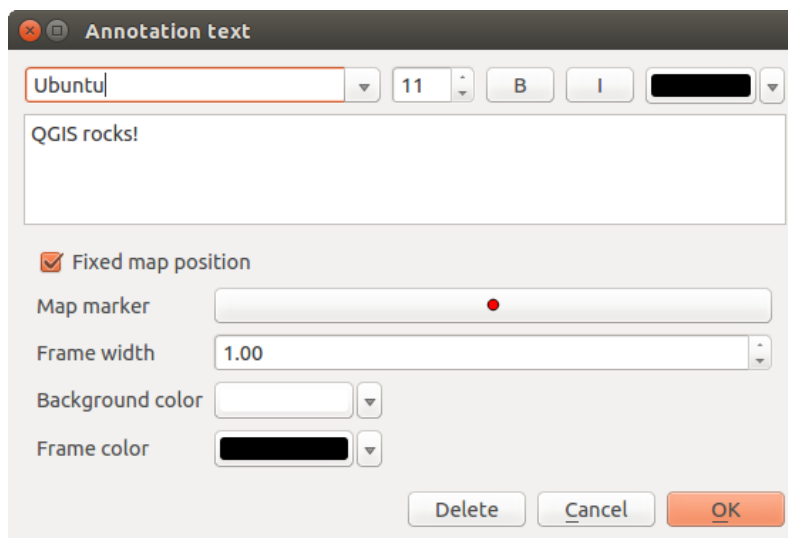 Annotation text
Ubuntu 11 B I
QGIS rocks!
Fixed map position
Map marker
Frame width 1.00
Background color
Frame color
Delete Cancel OK